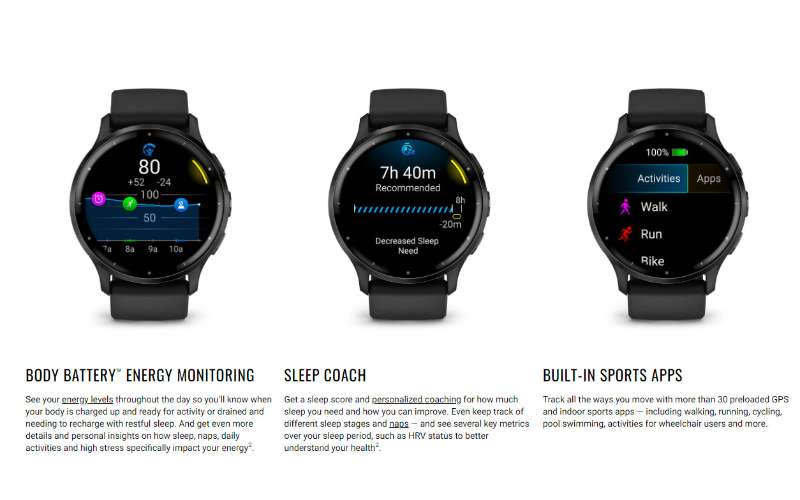 80
+52 -24
100
50
7a 8a 9a 10a
7h 40m
Recommended
8h
-20m
Decreased Sleep
Need
100%
Activities Apps
Walk
Run
Bike
BODY BATTERY™ ENERGY MONITORING
See your energy levels throughout the day so you'll know when
your body is charged up and ready for activity or drained and
needing to recharge with restful sleep. And get even more
details and personal insights on how sleep, naps, daily
activities and high stress specifically impact your energy².
SLEEP COACH
Get a sleep score and personalized coaching for how much
sleep you need and how you can improve. Even keep track of
different sleep stages and naps — and see several key metrics
over your sleep period, such as HRV status to better
understand your health².
BUILT-IN SPORTS APPS
Track all the ways you move with more than 30 preloaded GPS
and indoor sports apps — including walking, running, cycling,
pool swimming, activities for wheelchair users and more.